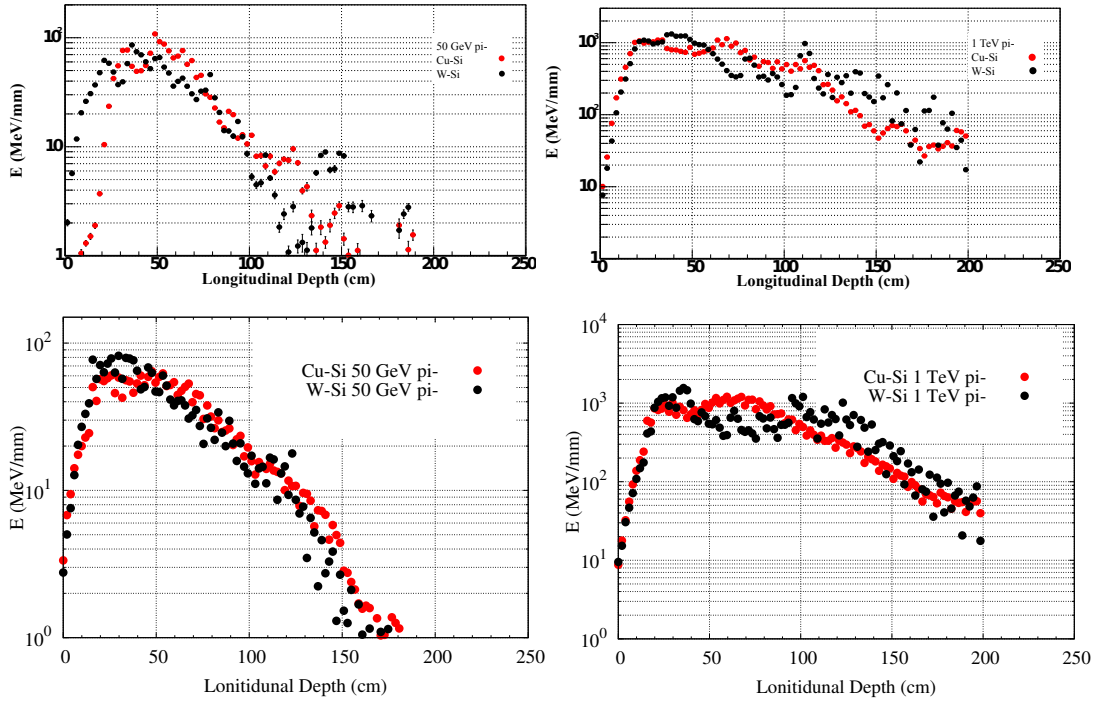 10²
10
1
E (MeV/mm)
50 GeV pi-
Cu-Si
W-Si
0 50 100 150 200 250
Longitudinal Depth (cm)
10³
10²
10
1
E (MeV/mm)
1 TeV pi-
Cu-Si
W-Si
0 50 100 150 200 250
Longitudinal Depth (cm)
10²
10¹
10⁰
E (MeV/mm)
Cu-Si 50 GeV pi-
W-Si 50 GeV pi-
0 50 100 150 200 250
Lonitidunal Depth (cm)
10⁴
10³
10²
10¹
10⁰
E (MeV/mm)
Cu-Si 1 TeV pi-
W-Si 1 TeV pi-
0 50 100 150 200 250
Lonitidunal Depth (cm)